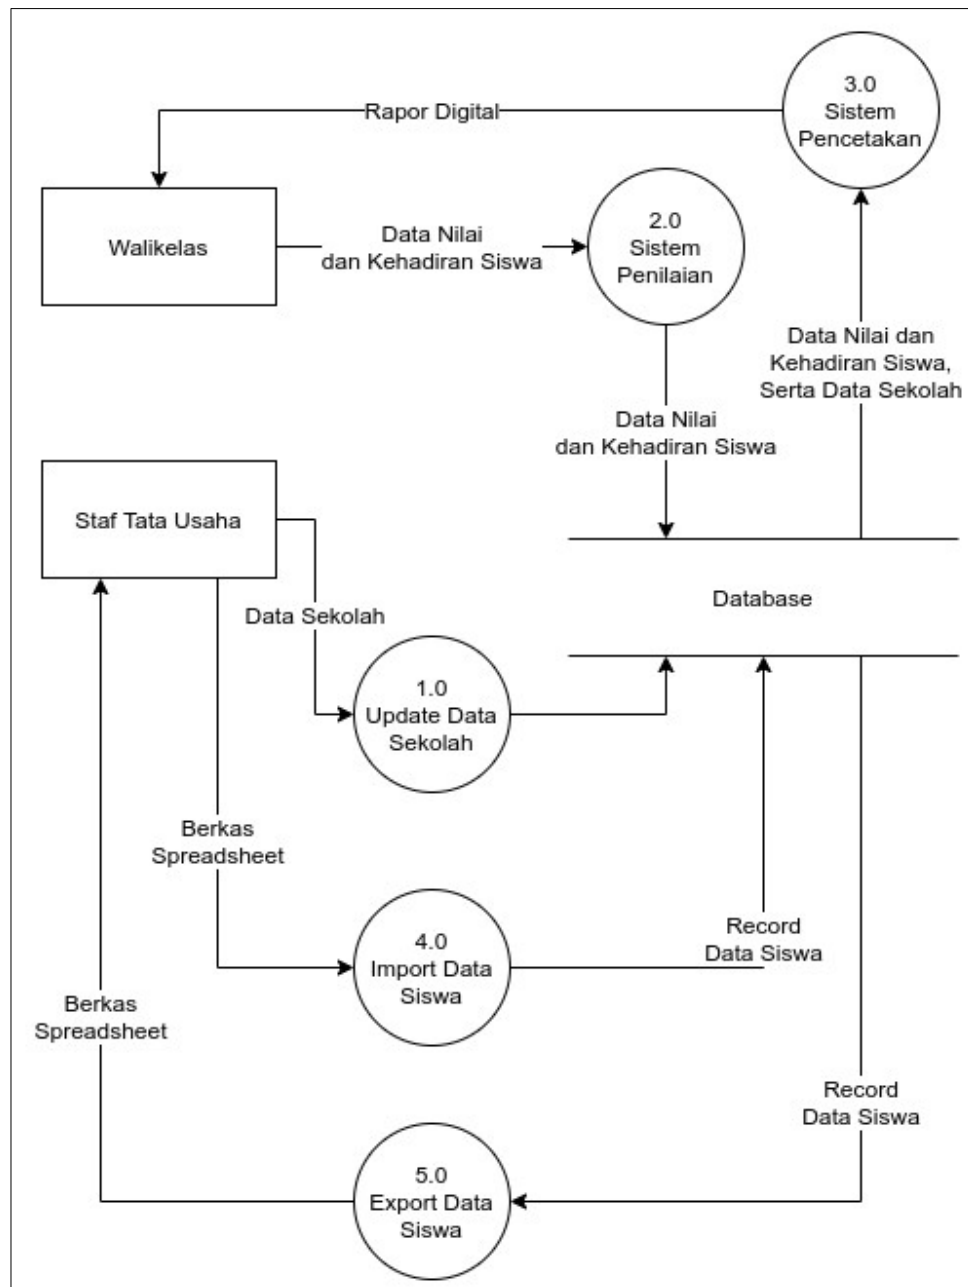 3.0
Sistem
Pencetakan
Rapor Digital
Walikelas
Data Nilai
dan Kehadiran Siswa
2.0
Sistem
Penilaian
Data Nilai dan
Kehadiran Siswa,
Serta Data Sekolah
Data Nilai
dan Kehadiran Siswa
Staf Tata Usaha
Database
Data Sekolah
1.0
Update Data
Sekolah
Berkas
Spreadsheet
4.0
Import Data
Siswa
Record
Data Siswa
Berkas
Spreadsheet
Record
Data Siswa
5.0
Export Data
Siswa